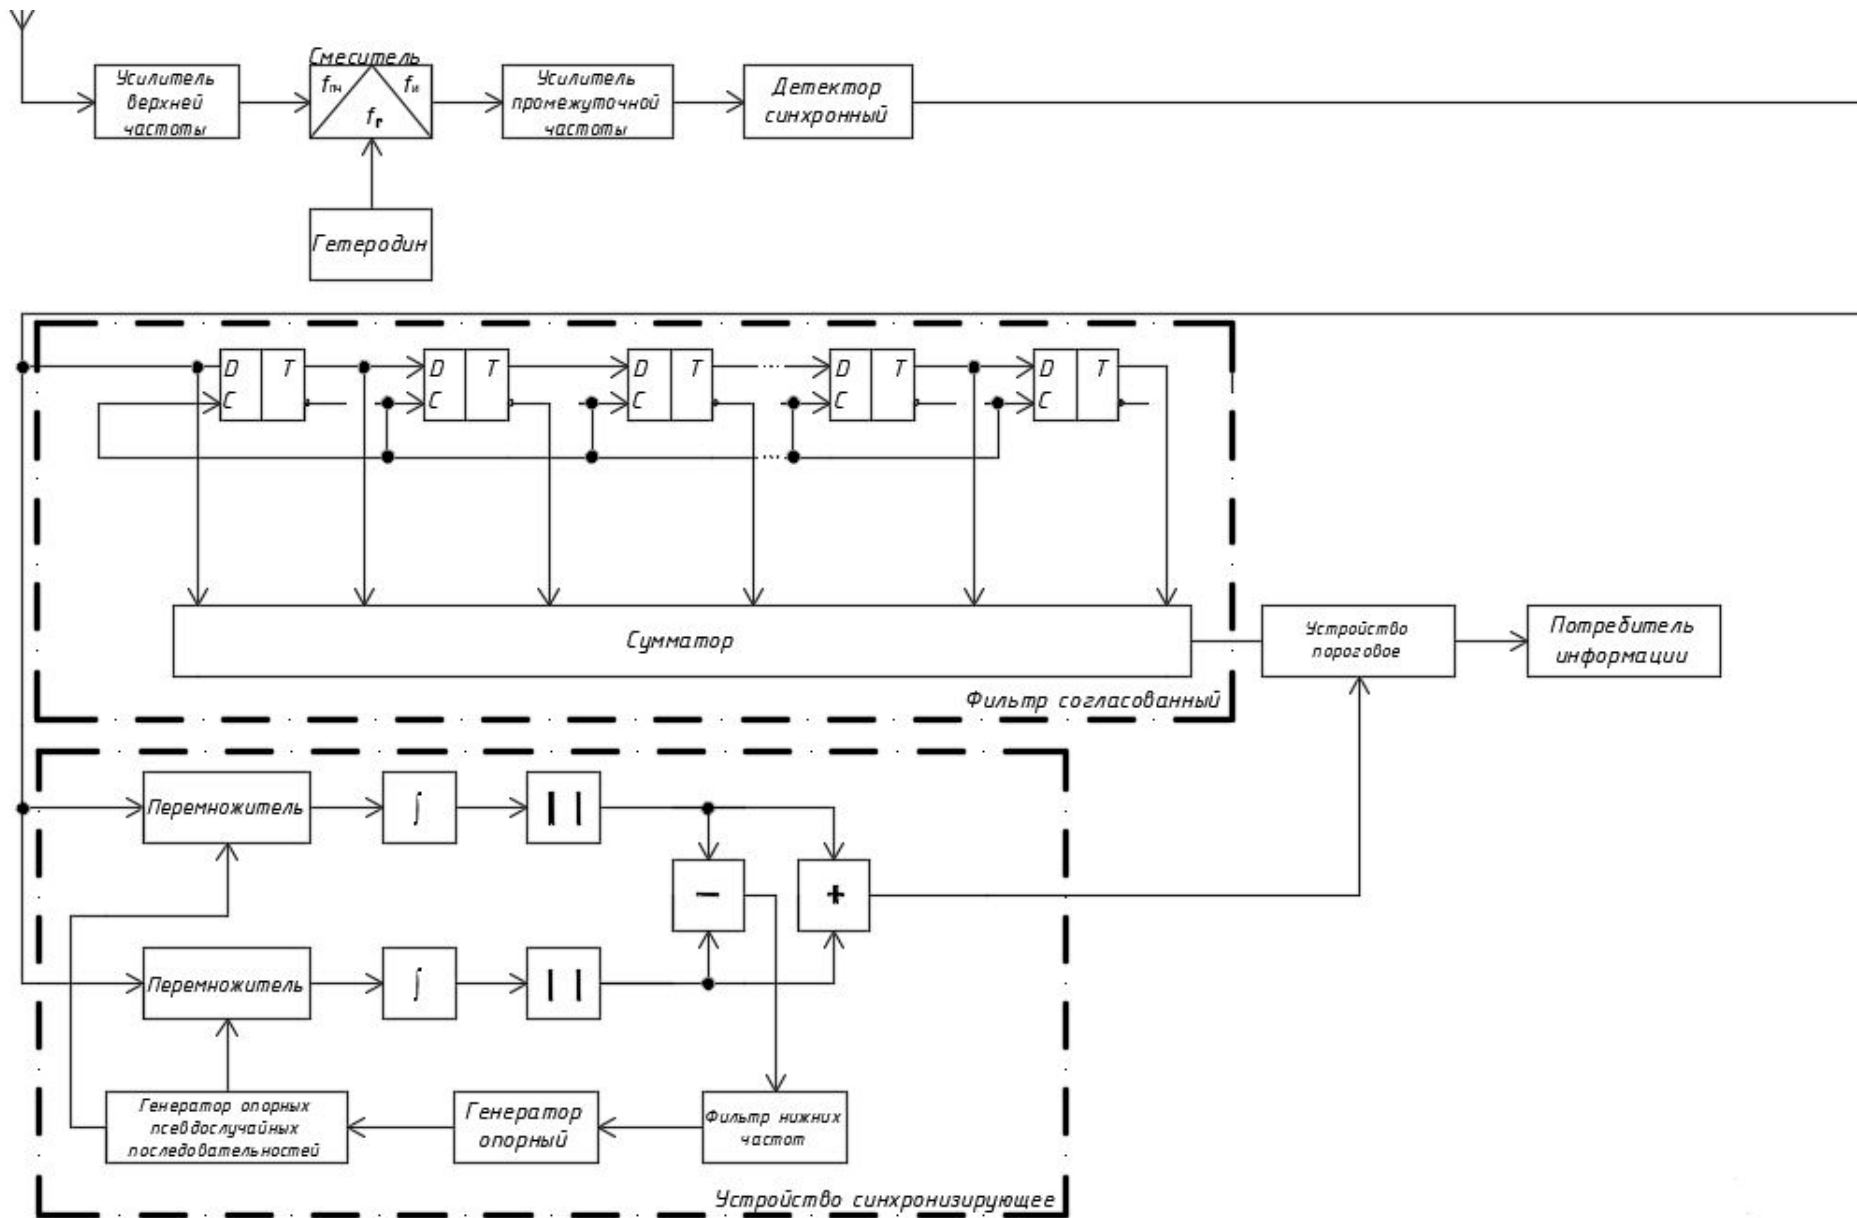 Смеситель
Усилитель
верхней
частоты
fпч
fи
fг
Усилитель
промежуточной
частоты
Детектор
синхронный
Гетеродин
D T
C
D T
C
D T
C
...
D T
C
D T
C
...
Сумматор
Устройство
пороговое
Потребитель
информации
Фильтр согласованный
Перемножитель
∫
| |
−
+
Перемножитель
∫
| |
Генератор опорных
псевдослучайных
последовательностей
Генератор
опорный
Фильтр нижних
частот
Устройство синхронизирующее